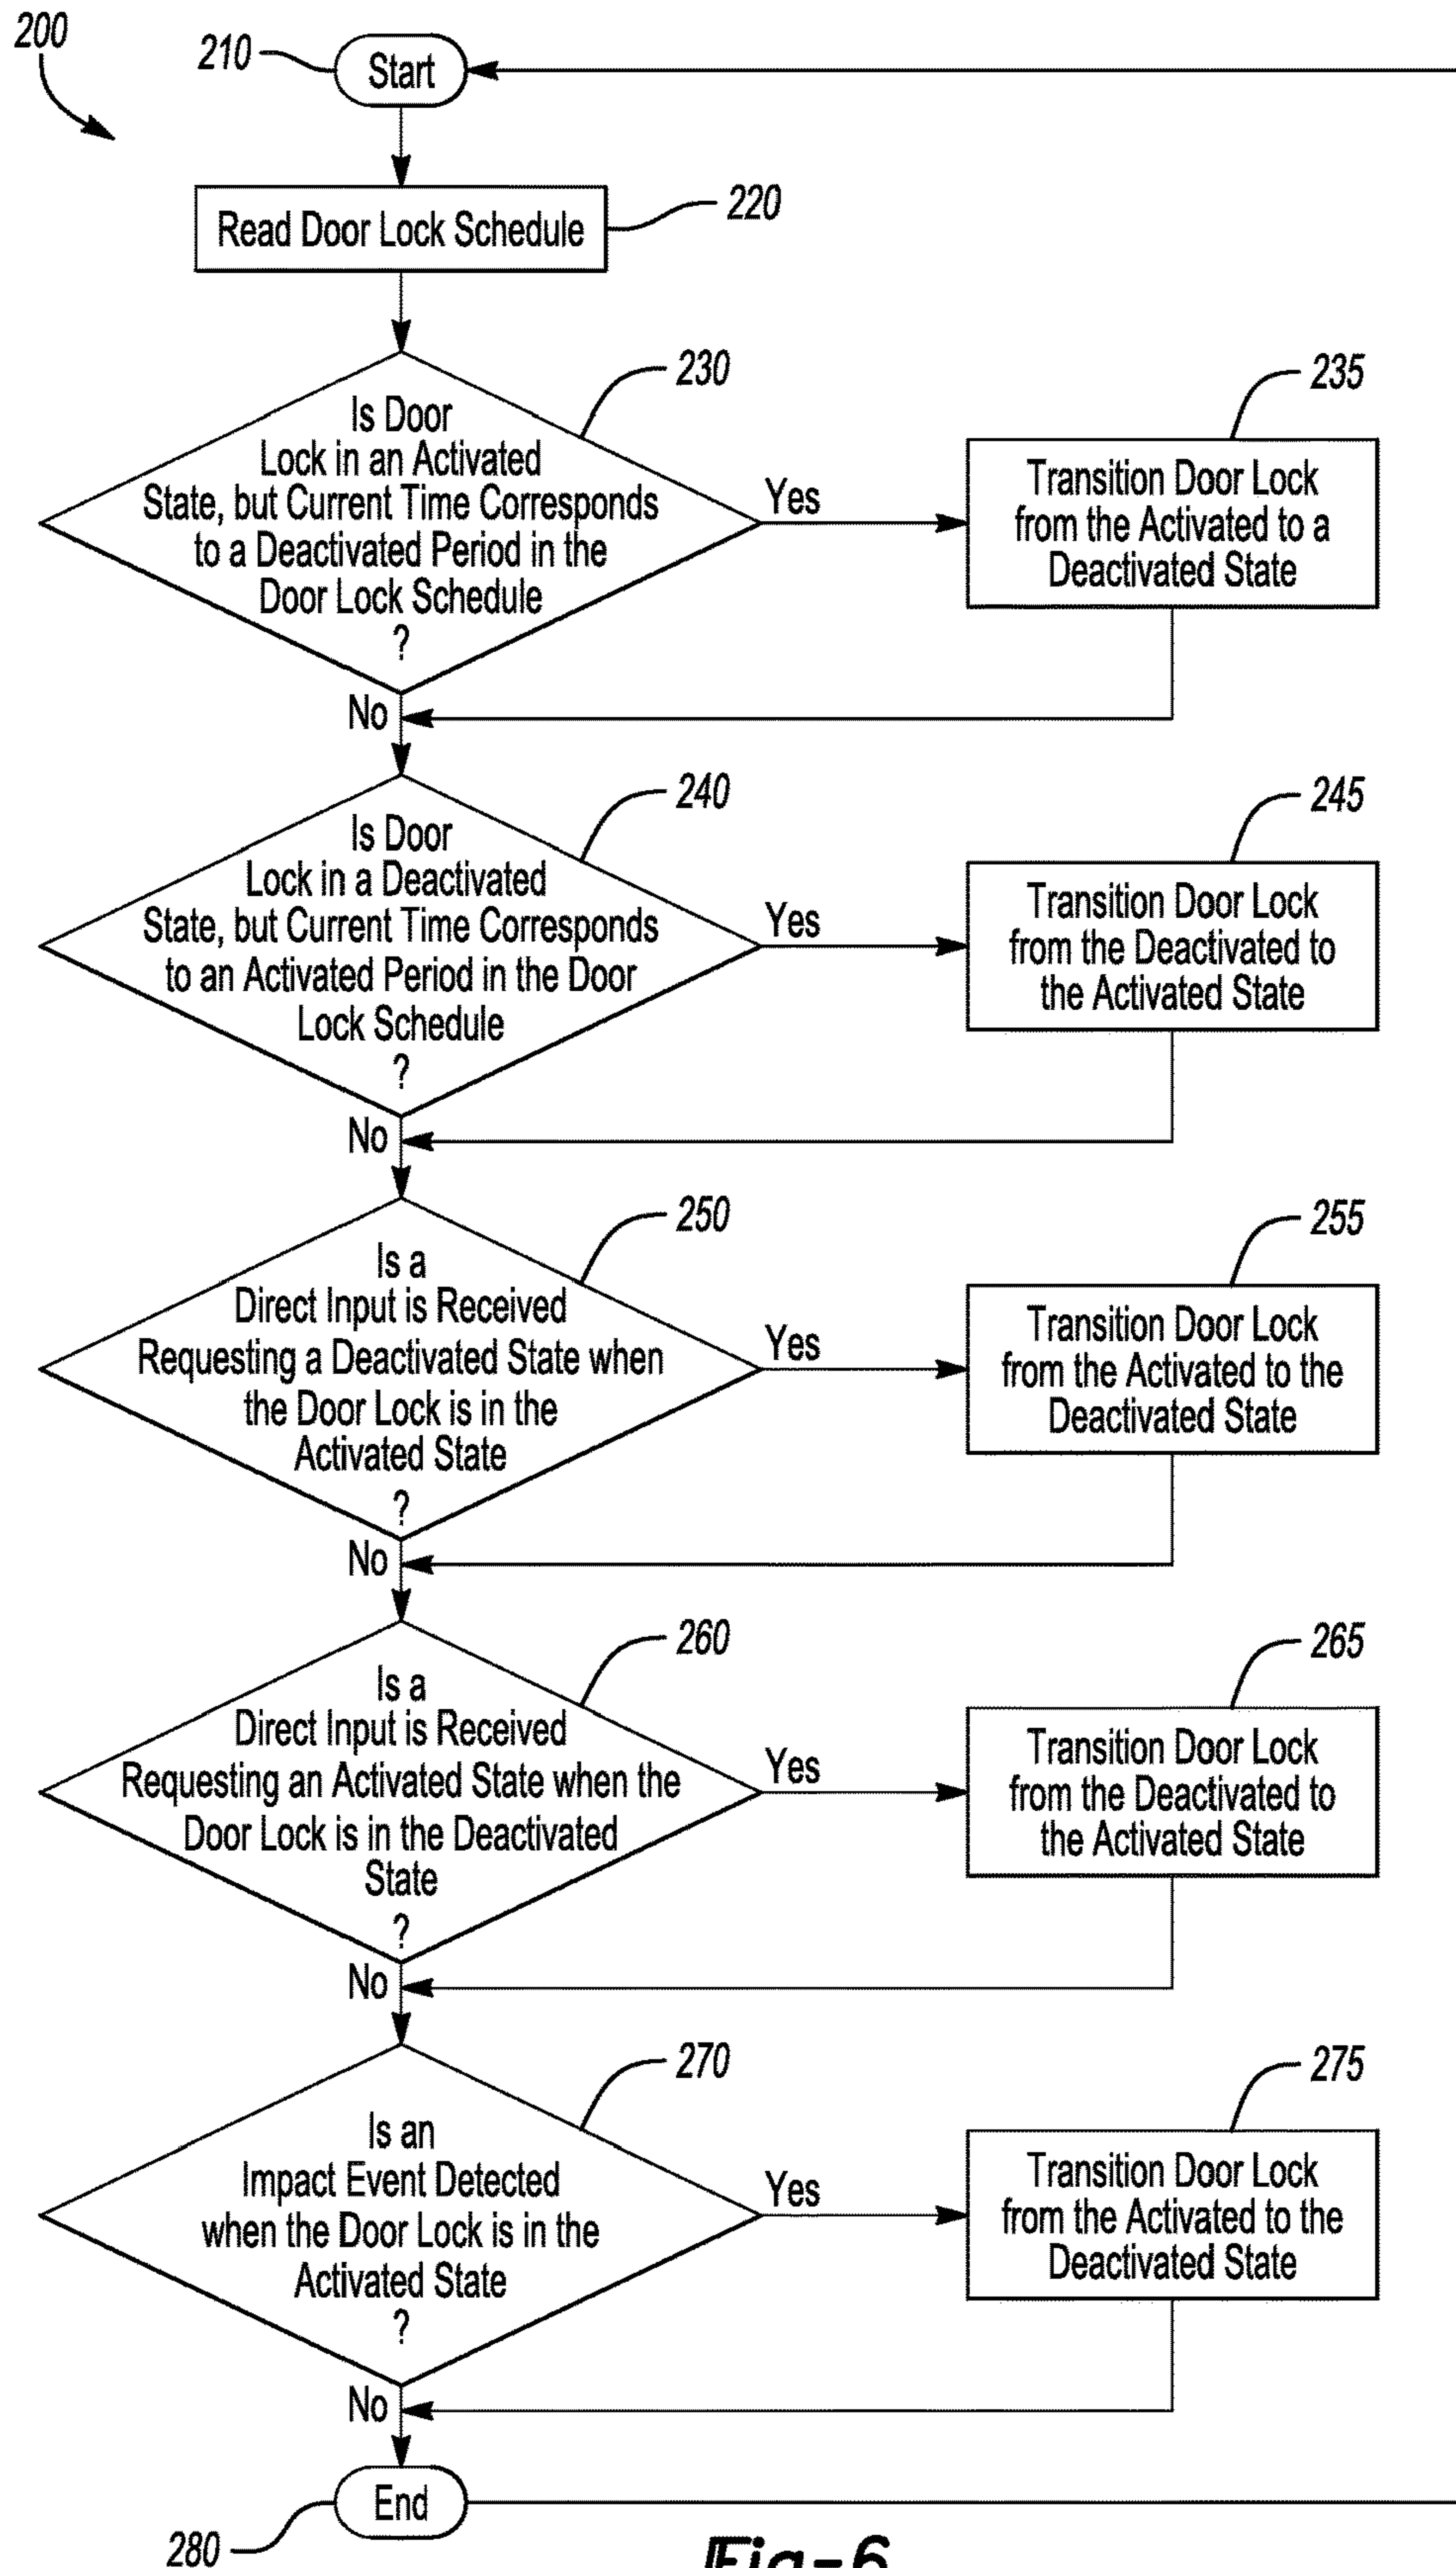 200
210
Start
Read Door Lock Schedule
220
230
Is Door
Lock in an Activated
State, but Current Time Corresponds
to a Deactivated Period in the
Door Lock Schedule
?
Yes
235
Transition Door Lock
from the Activated to a
Deactivated State
No
240
Is Door
Lock in a Deactivated
State, but Current Time Corresponds
to an Activated Period in the Door
Lock Schedule
?
Yes
245
Transition Door Lock
from the Deactivated to
the Activated State
No
250
Is a
Direct Input is Received
Requesting a Deactivated State when
the Door Lock is in the
Activated State
?
Yes
255
Transition Door Lock
from the Activated to the
Deactivated State
No
260
Is a
Direct Input is Received
Requesting an Activated State when the
Door Lock is in the Deactivated
State
?
Yes
265
Transition Door Lock
from the Deactivated to
the Activated State
No
270
Is an
Impact Event Detected
when the Door Lock is in the
Activated State
?
Yes
275
Transition Door Lock
from the Activated to the
Deactivated State
No
End
280
Fig-6